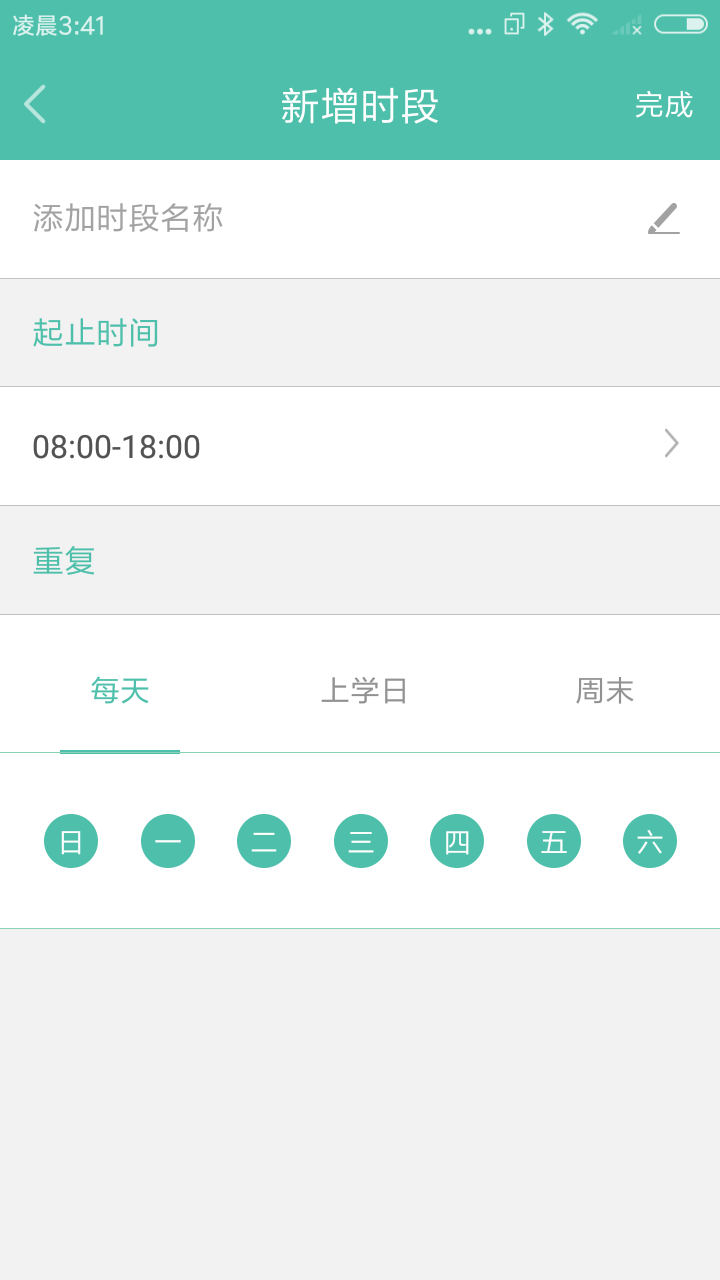 凌晨3:41
新增时段
完成
添加时段名称
起止时间
08:00-18:00
重复
每天 上学日 周末
日 一 二 三 四 五 六